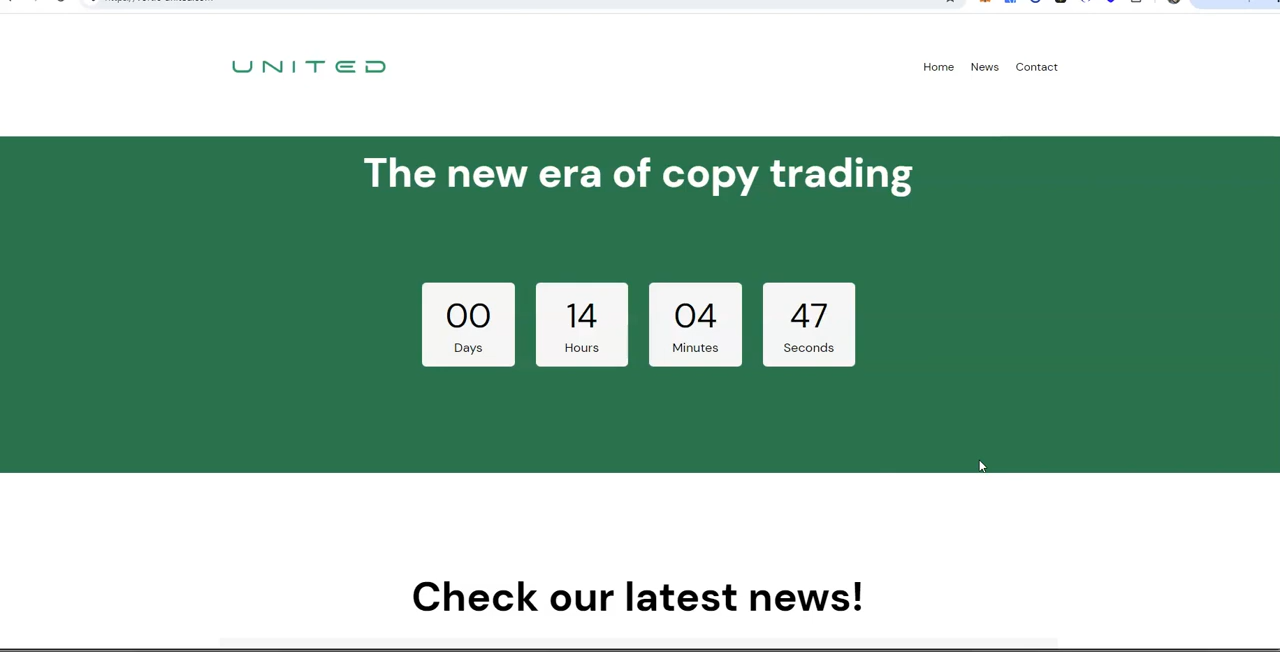 UNITED
Home News Contact
The new era of copy trading
00 14 04 47
Days Hours Minutes Seconds
Check our latest news!